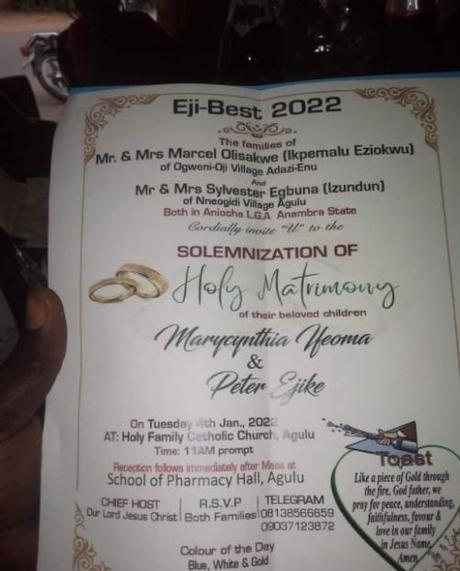 Eji-Best 2022
The families of
Mr. & Mrs Marcel Olisakwe (Ikpemalu Eziokwu)
of Ogweni-Oji Village Adazi-Enu
And
Mr & Mrs Sylvester Egbuna (Izundun)
of Nneogidi Village Agulu
Both in Aniocha L.G.A Anambra State
Cordially invite "U" to the
SOLEMNIZATION OF
Holy Matrimony
of their beloved children
Marycynthia Ifeoma
&
Peter Ejike
On Tuesday 4th Jan., 2022
AT: Holy Family Catholic Church, Agulu
Time: 11AM prompt
Reception follows immediately after Mass at
School of Pharmacy Hall, Agulu
CHIEF HOST
Our Lord Jesus Christ
R.S.V.P
Both Families
TELEGRAM
08138566659
09037123872
Colour of the Day
Blue, White & Gold
Toast
Like a piece of Gold through
the fire, God father, we
pray for peace, understanding,
faithfulness, favour &
love in our family
in Jesus Name,
Amen